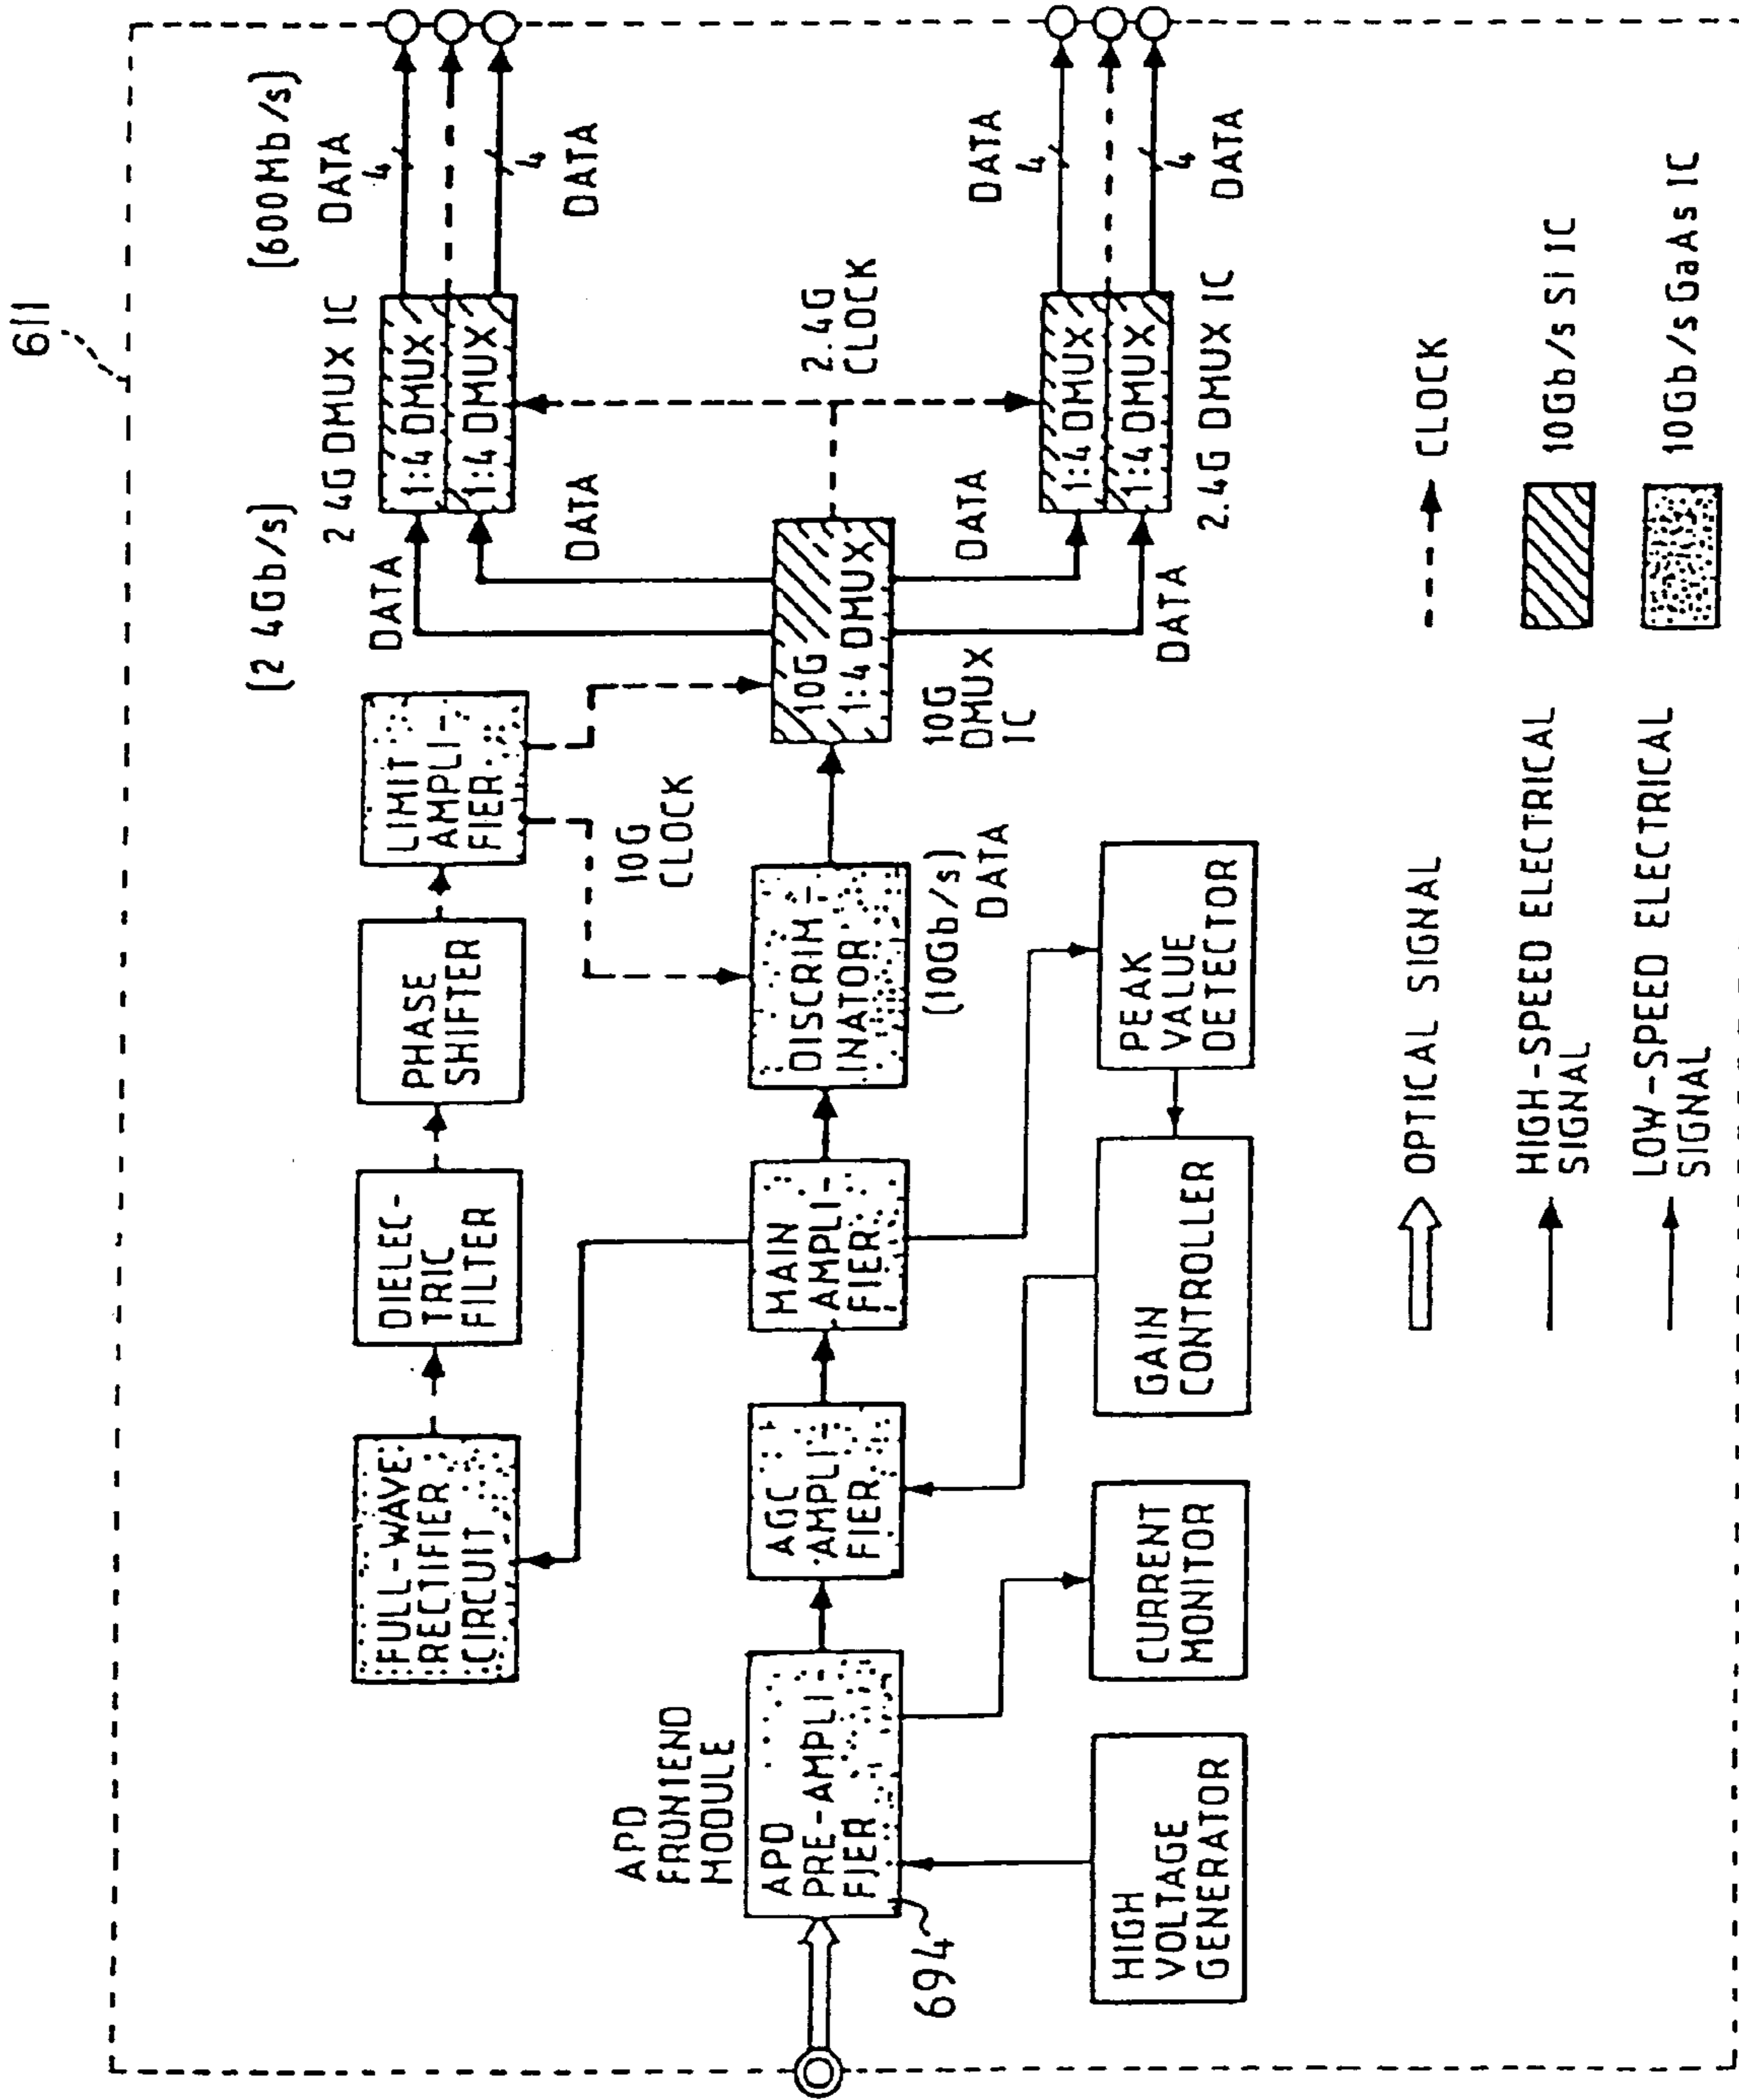 611
(2 4Gb/s)
(600Mb/s)
2 4G DMUX IC
DATA
4
1:4 DMUX
1:4 DMUX
DATA
DATA
4
DATA
FULL-WAVE
RECTIFIER
CIRCUIT
DIELEC-
TRIC
FILTER
PHASE
SHIFTER
LIMIT
AMPLI-
FIER
10G
CLOCK
2.4G
CLOCK
APD
FRONIEND
MODULE
APD
PRE-AMPLI-
FJER
694
AGC
AMPLI-
FIER
MAIN
AMPLI-
FIER
DISCRIM-
INATOR
(10Gb/s)
DATA
10G
1:4 DMUX
10G
DMUX
IC
DATA
DATA
4
1:4 DMUX
1:4 DMUX
DATA
4
DATA
2.4G DMUX IC
HIGH
VOLTAGE
GENERATOR
CURRENT
MONITOR
GAIN
CONTROLLER
PEAK
VALUE
DETECTOR
OPTICAL SIGNAL
CLOCK
HIGH-SPEED ELECTRICAL
SIGNAL
10Gb/s Si IC
LOW-SPEED ELECTRICAL
SIGNAL
10Gb/s GaAs IC